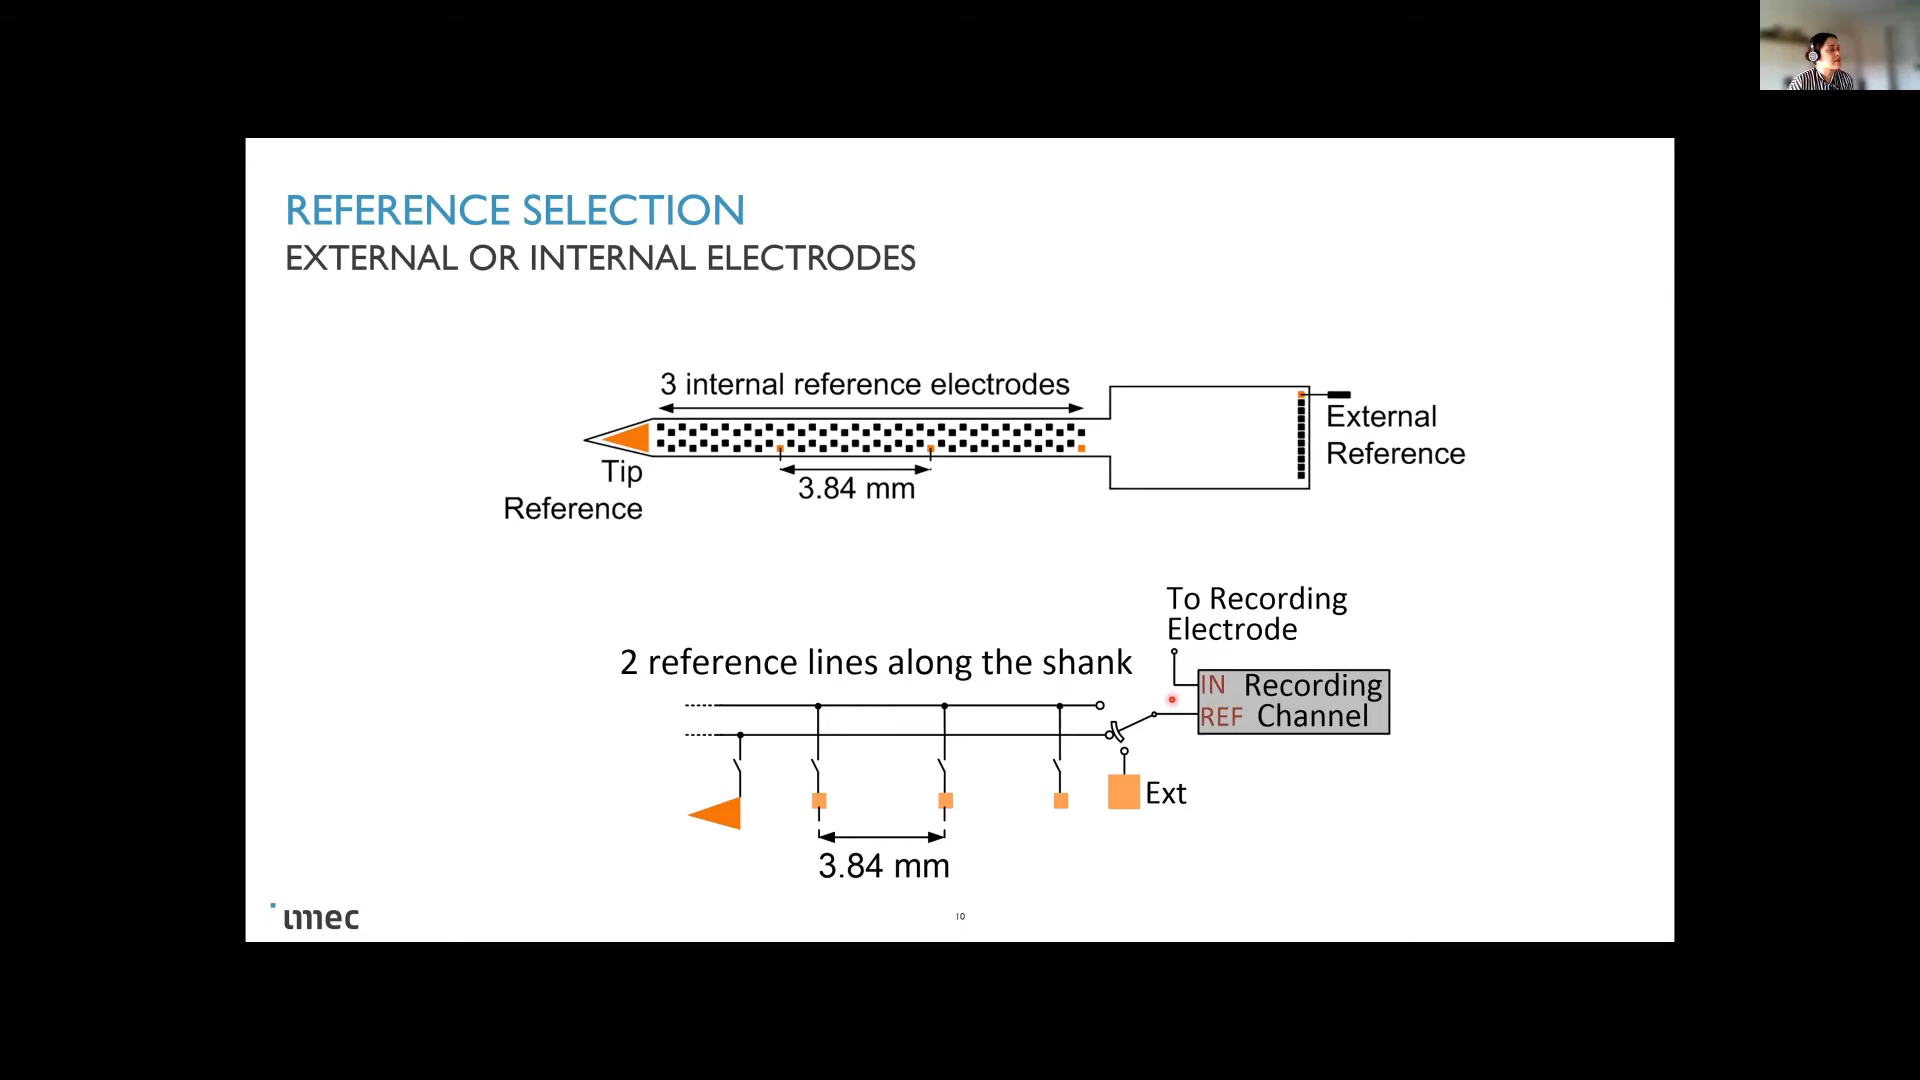 REFERENCE SELECTION
EXTERNAL OR INTERNAL ELECTRODES
3 internal reference electrodes
External
Reference
Tip
Reference
3.84 mm
To Recording
Electrode
2 reference lines along the shank
IN Recording
REF Channel
Ext
3.84 mm
imec
10